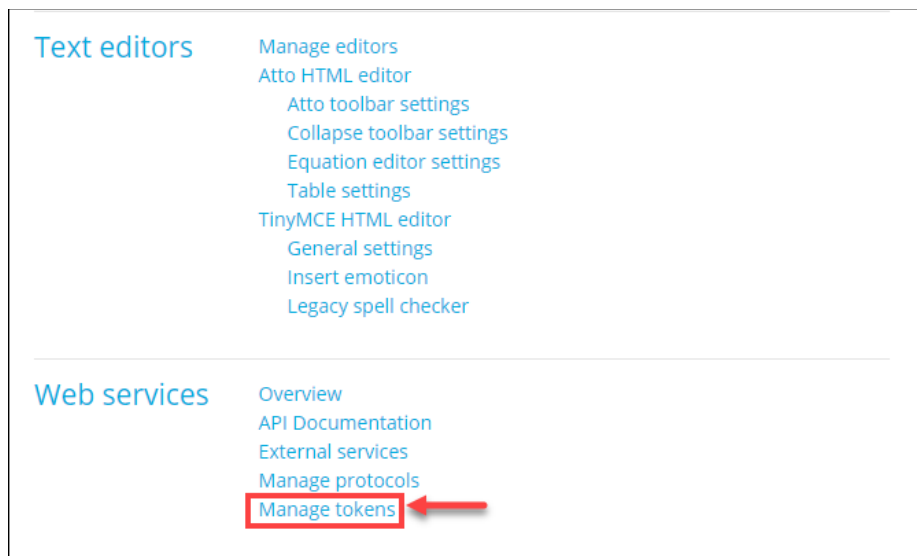 Text editors
Manage editors
Atto HTML editor
Atto toolbar settings
Collapse toolbar settings
Equation editor settings
Table settings
TinyMCE HTML editor
General settings
Insert emoticon
Legacy spell checker
Web services
Overview
API Documentation
External services
Manage protocols
Manage tokens